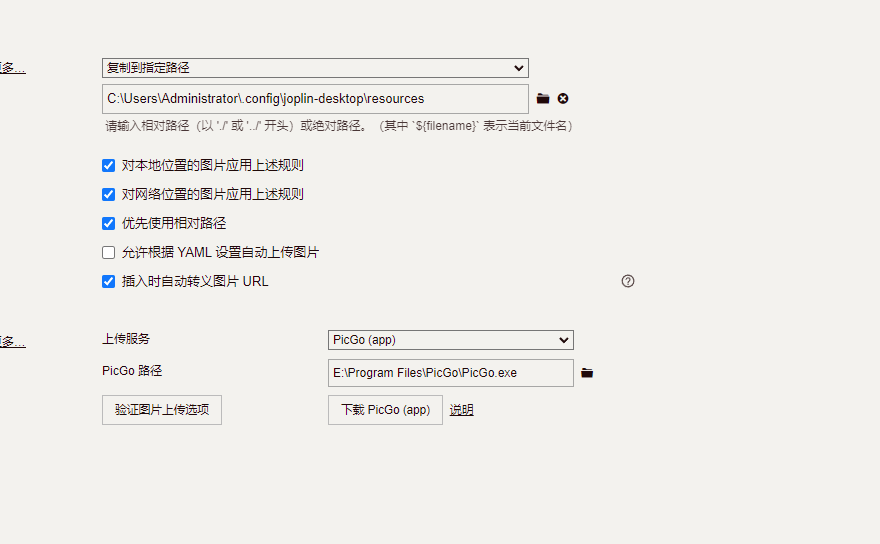 多...
复制到指定路径
C:\Users\Administrator\.config\joplin-desktop\resources
请输入相对路径（以 './' 或 '../' 开头）或绝对路径。（其中 `${filename}` 表示当前文件名）
对本地位置的图片应用上述规则
对网络位置的图片应用上述规则
优先使用相对路径
允许根据 YAML 设置自动上传图片
插入时自动转义图片 URL
多...
上传服务 PicGo (app)
PicGo 路径 E:\Program Files\PicGo\PicGo.exe
验证图片上传选项 下载 PicGo (app) 说明